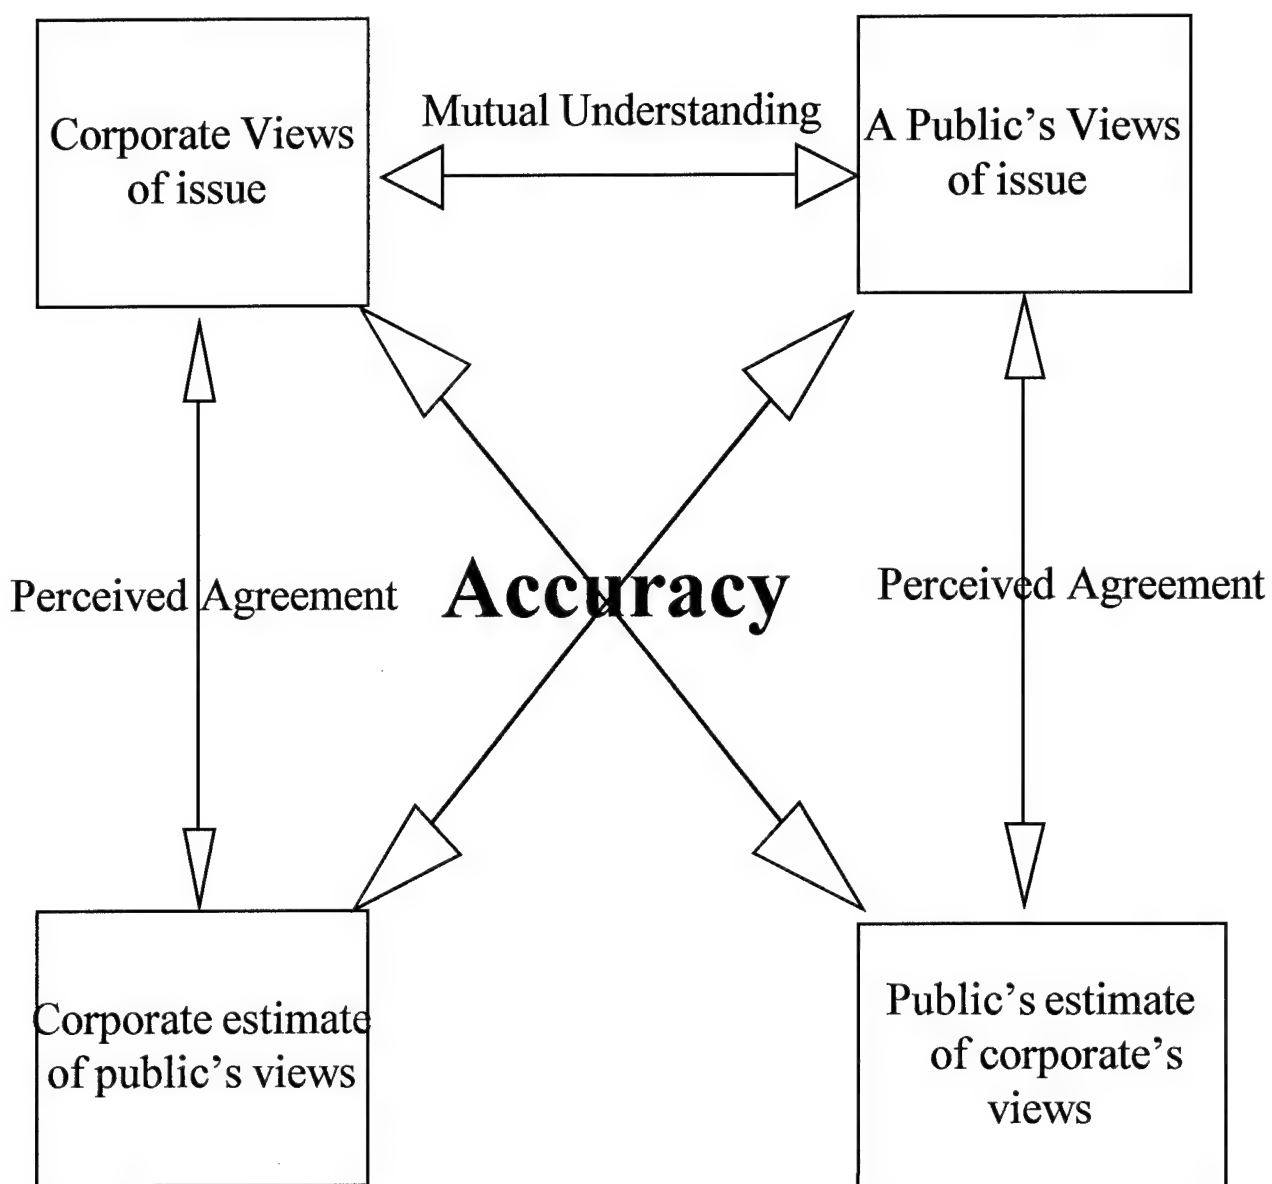 Corporate Views
of issue
Mutual Understanding
A Public’s Views
of issue
Perceived Agreement
Accuracy
Perceived Agreement
Corporate estimate
of public’s views
Public’s estimate
of corporate’s
views